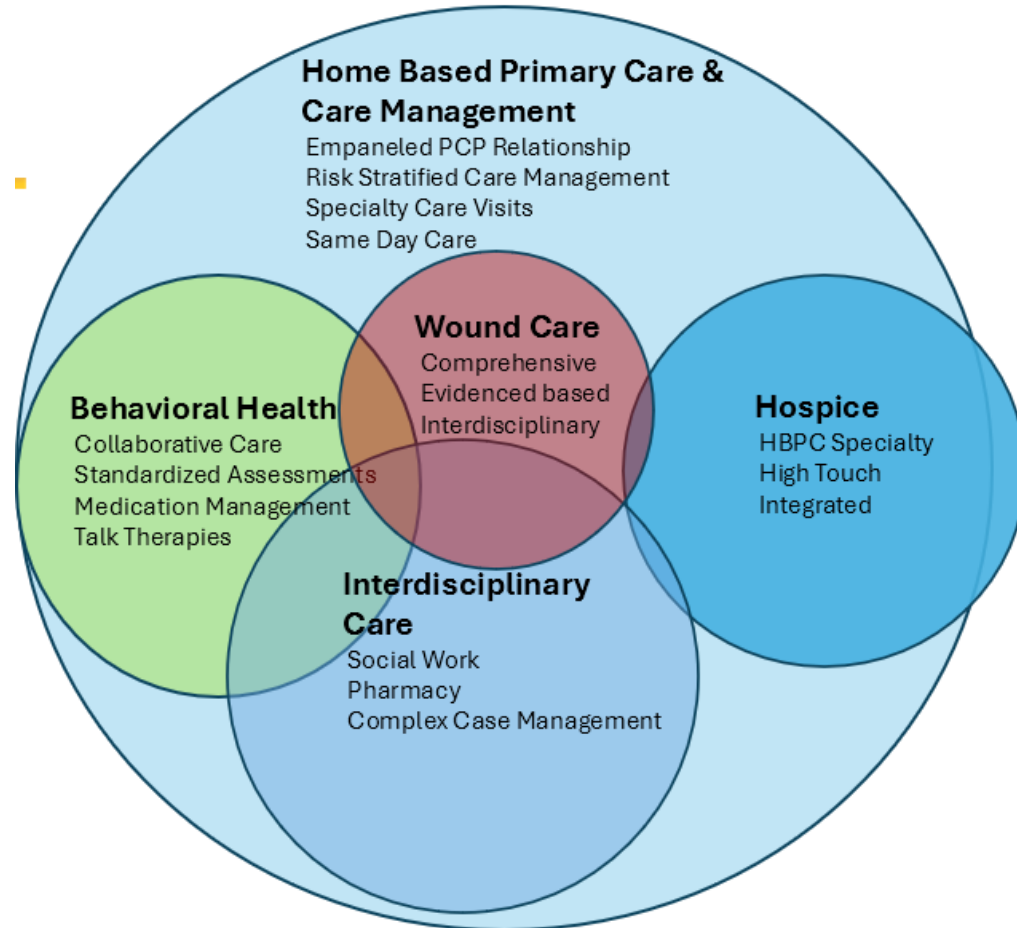 Home Based Primary Care &
Care Management
Empaneled PCP Relationship
Risk Stratified Care Management
Specialty Care Visits
Same Day Care
Wound Care
Comprehensive
Evidenced based
Interdisciplinary
Behavioral Health
Collaborative Care
Standardized Assessments
Medication Management
Talk Therapies
Hospice
HBPC Specialty
High Touch
Integrated
Interdisciplinary
Care
Social Work
Pharmacy
Complex Case Management